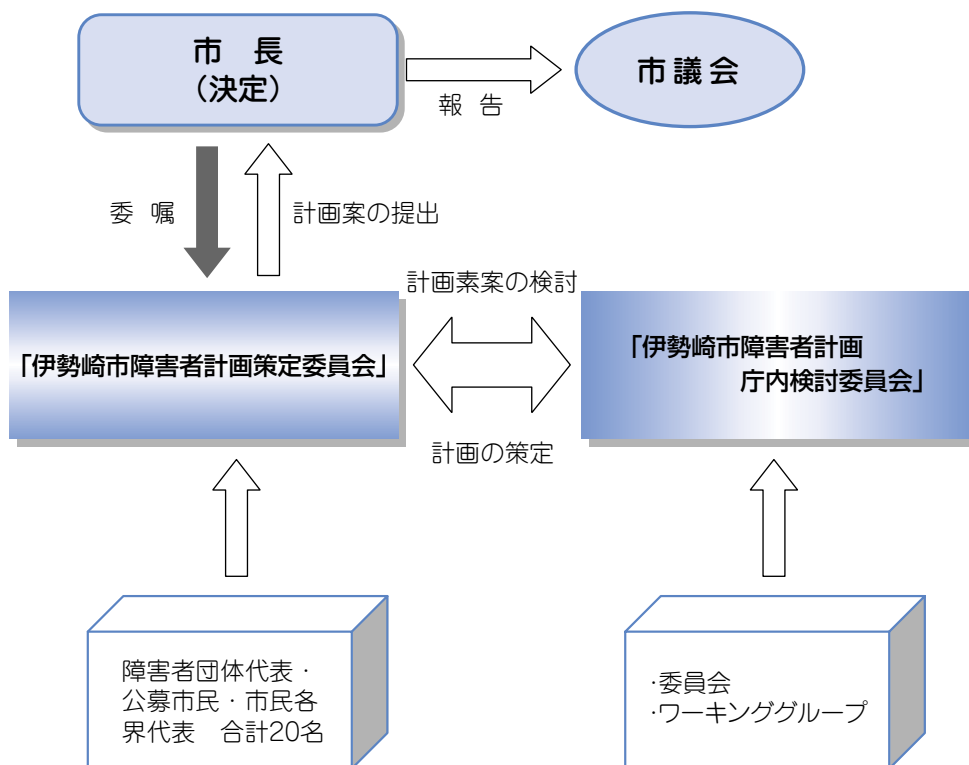 市　長
（決定）
市議会
報　告
委　嘱
計画案の提出
計画素案の検討
「伊勢崎市障害者計画策定委員会」
「伊勢崎市障害者計画
庁内検討委員会」
計画の策定
障害者団体代表・
公募市民・市民各
界代表　合計20名
・委員会
・ワーキンググループ